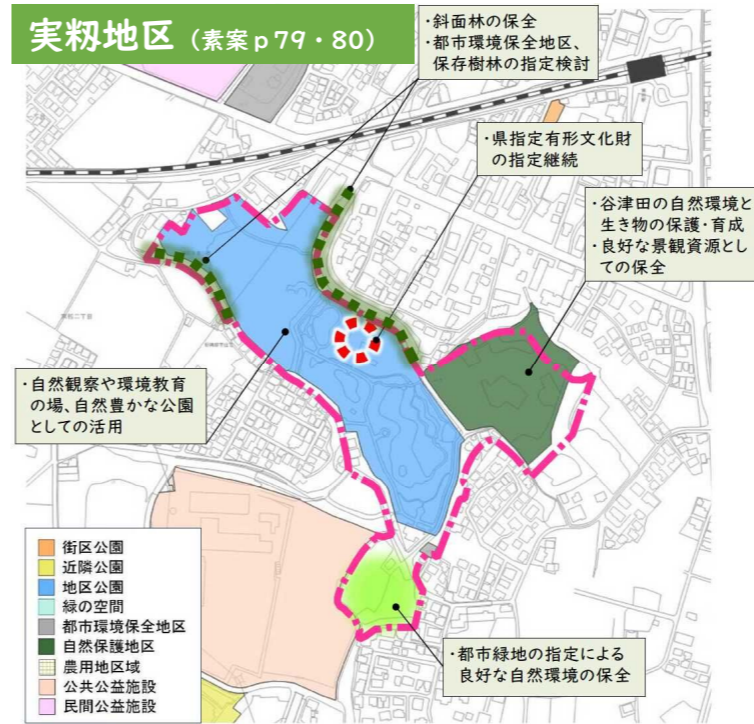 実籾地区（素案p79・80）
・斜面林の保全
・都市環境保全地区、
保存樹林の指定検討
・県指定有形文化財
の指定継続
・谷津田の自然環境と
生き物の保護・育成
・良好な景観資源とし
ての保全
・自然観察や環境教育
の場、自然豊かな公園
としての活用
街区公園
近隣公園
地区公園
緑の空間
都市環境保全地区
自然保護地区
農用地区域
公共公益施設
民間公益施設
・都市緑地の指定による
良好な自然環境の保全